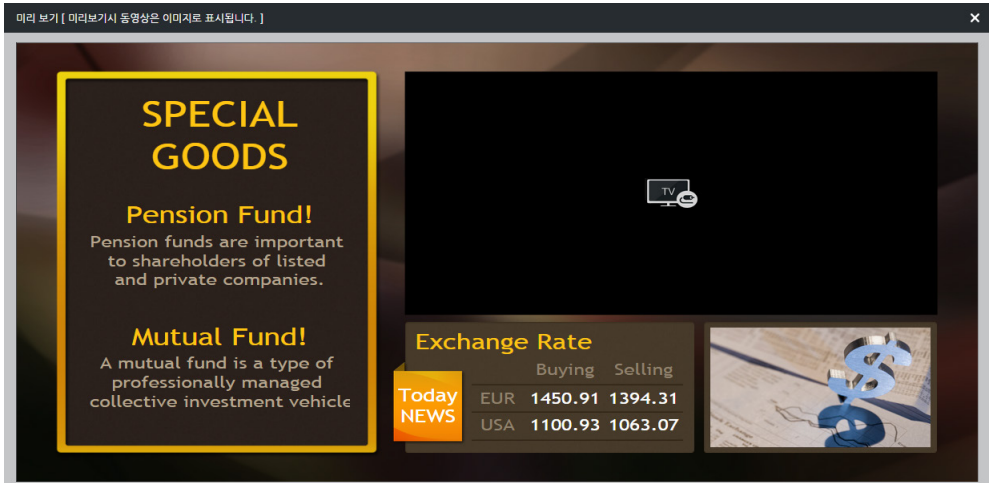 미리 보기 [ 미리보기시 동영상은 이미지로 표시됩니다. ]
SPECIAL
GOODS
Pension Fund!
Pension funds are important
to shareholders of listed
and private companies.
Mutual Fund!
A mutual fund is a type of
professionally managed
collective investment vehicle
TV
Exchange Rate
Buying Selling
Today
NEWS
EUR 1450.91 1394.31
USA 1100.93 1063.07